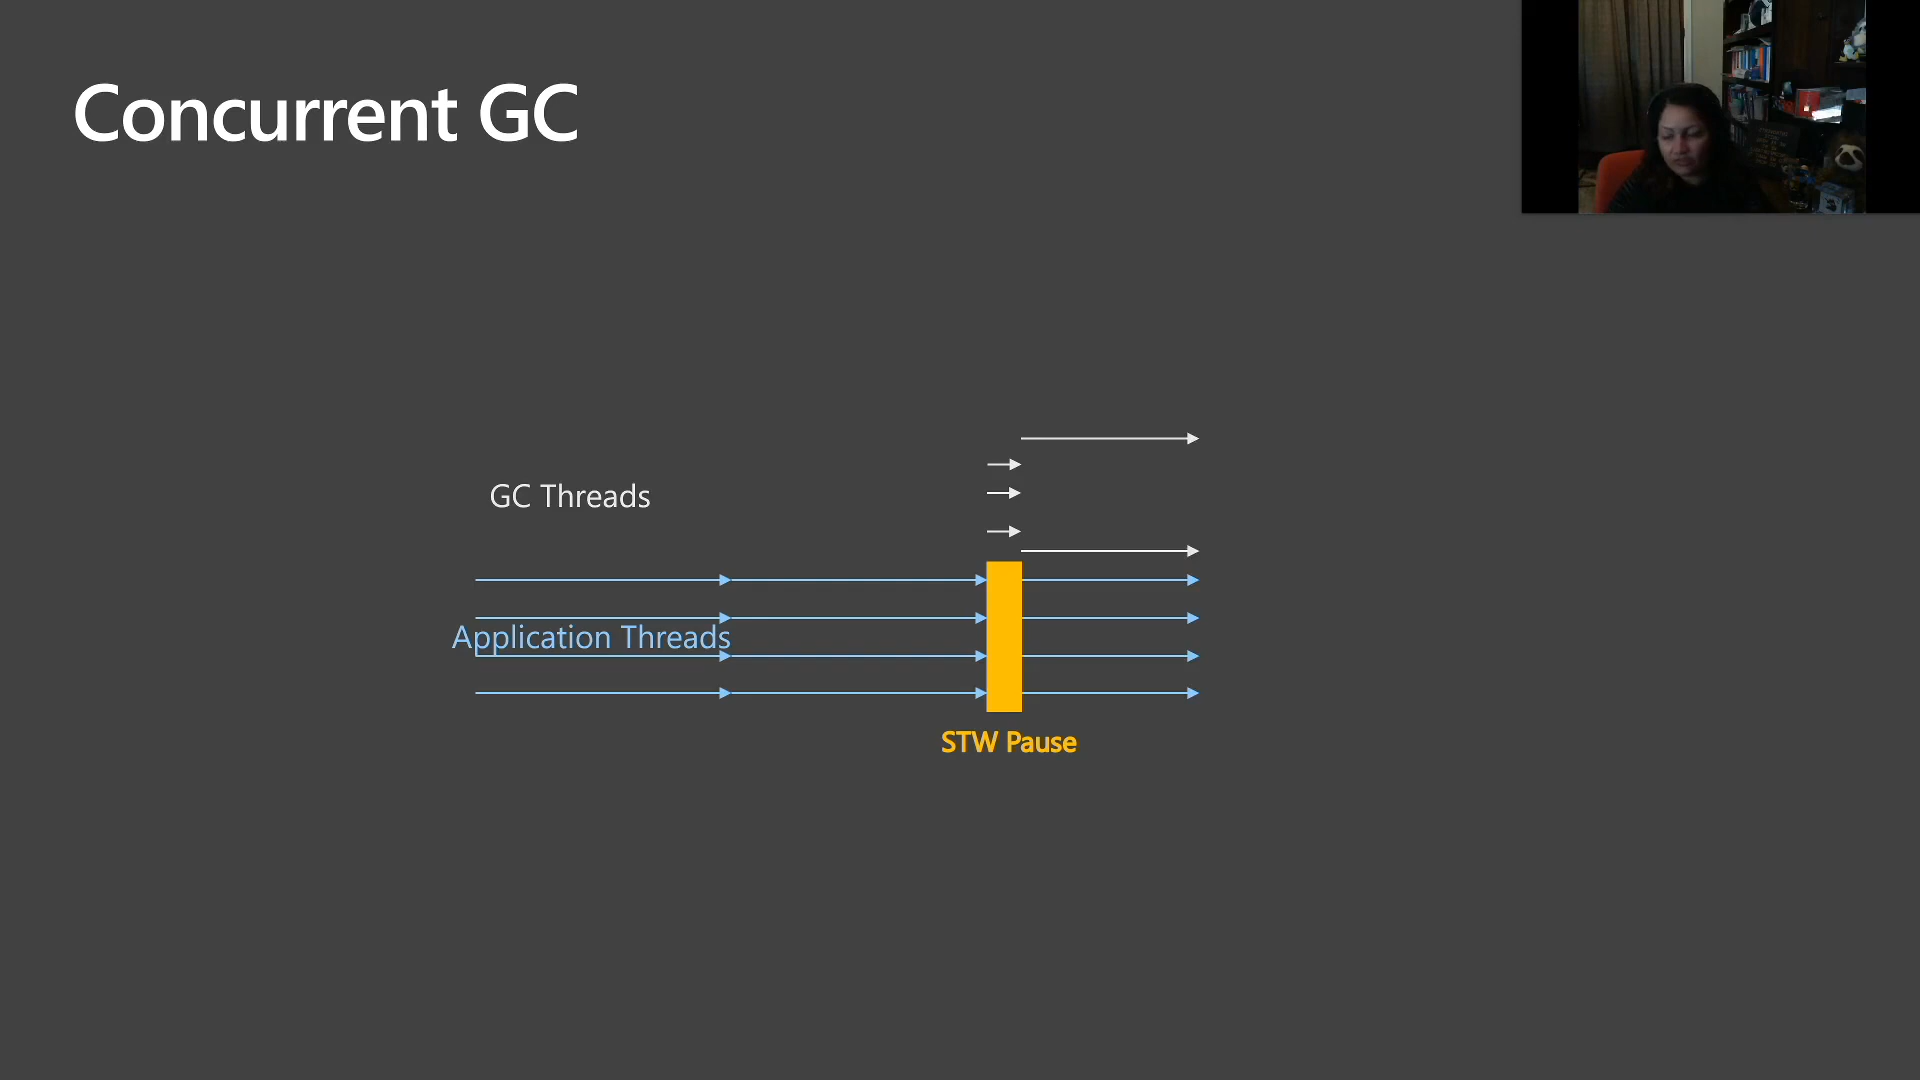 Concurrent GC
GC Threads
Application Threads
STW Pause